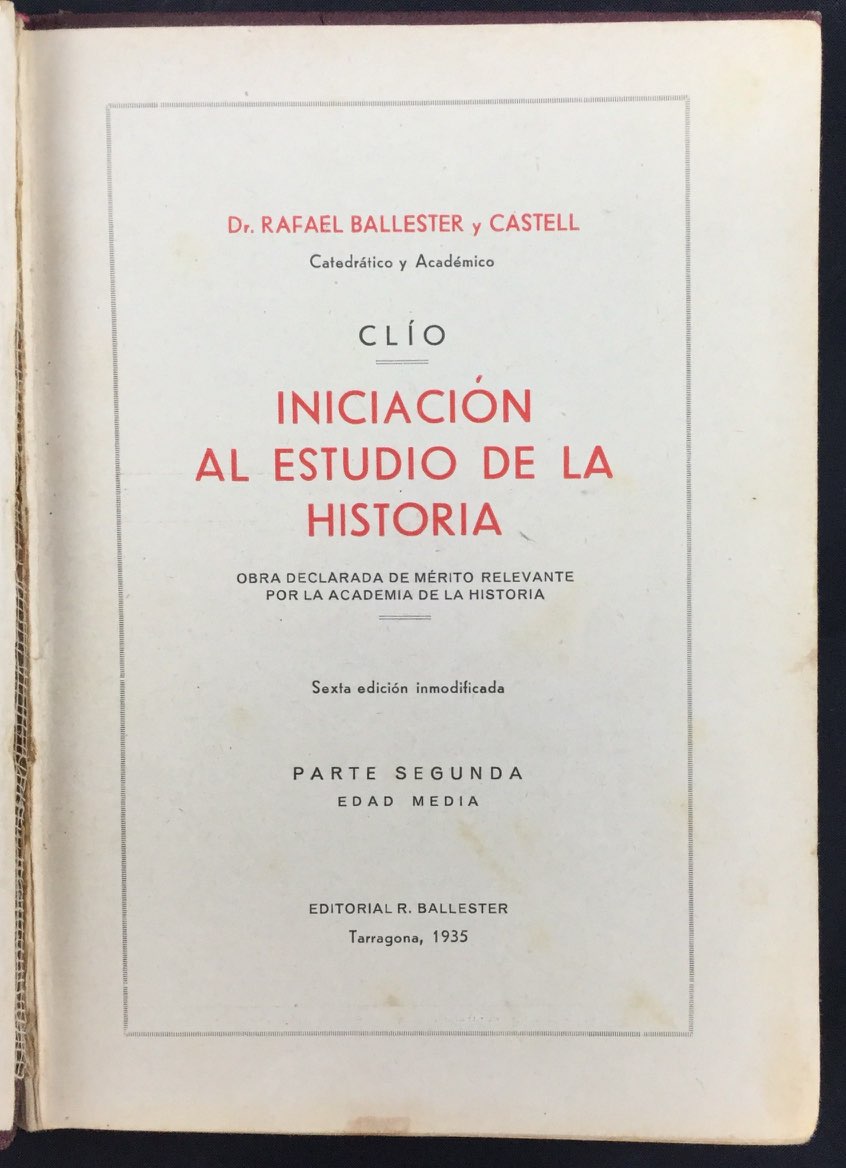 Dr. RAFAEL BALLESTER y CASTELL
Catedrático y Académico
CLÍO
INICIACIÓN
AL ESTUDIO DE LA
HISTORIA
OBRA DECLARADA DE MÉRITO RELEVANTE
POR LA ACADEMIA DE LA HISTORIA
Sexta edición inmodificada
PARTE SEGUNDA
EDAD MEDIA
EDITORIAL R. BALLESTER
Tarragona, 1935